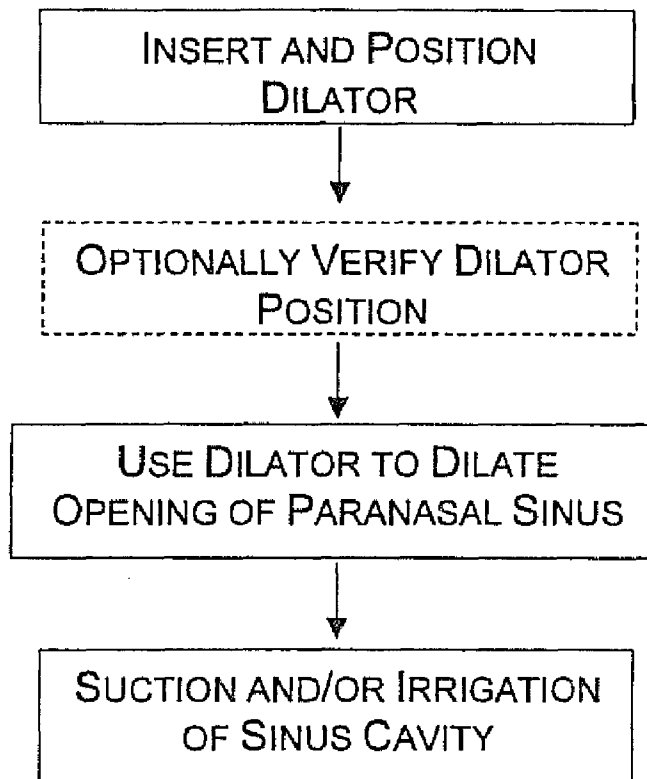 INSERT AND POSITION
DILATOR
OPTIONALLY VERIFY DILATOR
POSITION
USE DILATOR TO DILATE
OPENING OF PARANASAL SINUS
SUCTION AND/OR IRRIGATION
OF SINUS CAVITY